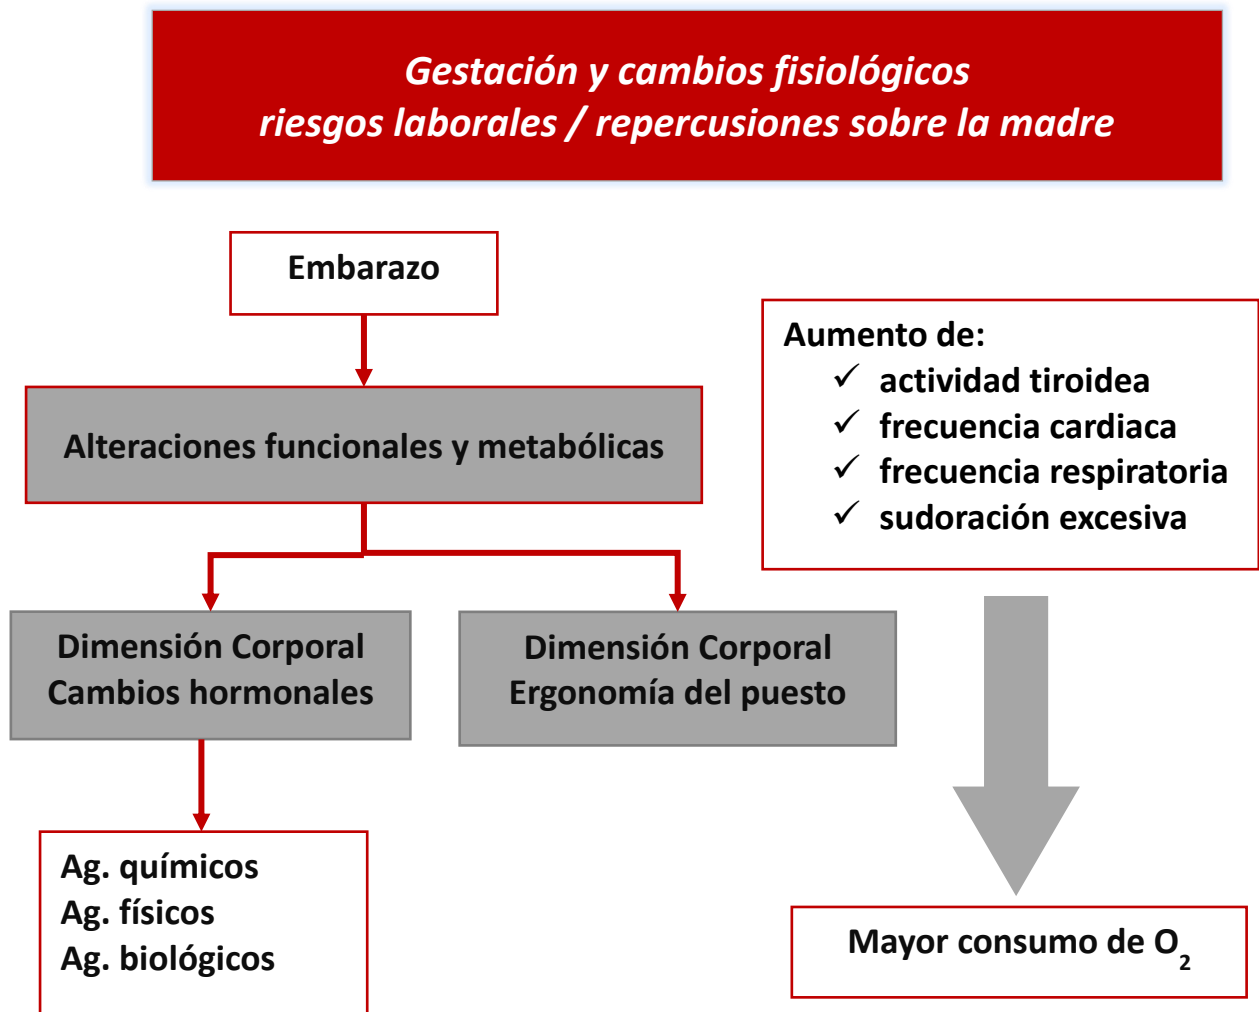 Gestación y cambios fisiológicos
riesgos laborales / repercusiones sobre la madre
Embarazo
Alteraciones funcionales y metabólicas
Dimensión Corporal
Cambios hormonales
Dimensión Corporal
Ergonomía del puesto
Ag. químicos
Ag. físicos
Ag. biológicos
Aumento de:
✓ actividad tiroidea
✓ frecuencia cardiaca
✓ frecuencia respiratoria
✓ sudoración excesiva
Mayor consumo de O₂